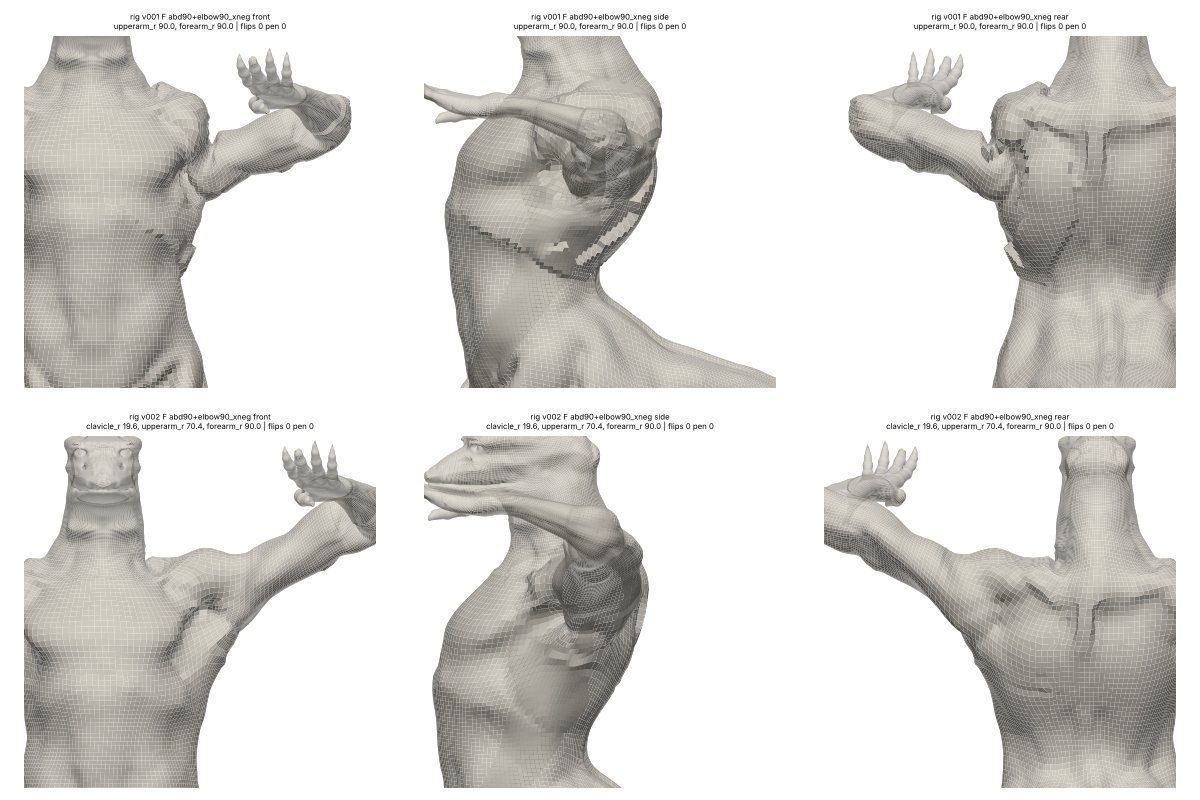 rig v001 F abd90+elbow90_xneg front
upperarm_r 90.0, forearm_r 90.0 | flips 0 pen 0
rig v001 F abd90+elbow90_xneg side
upperarm_r 90.0, forearm_r 90.0 | flips 0 pen 0
rig v001 F abd90+elbow90_xneg rear
upperarm_r 90.0, forearm_r 90.0 | flips 0 pen 0
rig v002 F abd90+elbow90_xneg front
clavicle_r 19.6, upperarm_r 70.4, forearm_r 90.0 | flips 0 pen 0
rig v002 F abd90+elbow90_xneg side
clavicle_r 19.6, upperarm_r 70.4, forearm_r 90.0 | flips 0 pen 0
rig v002 F abd90+elbow90_xneg rear
clavicle_r 19.6, upperarm_r 70.4, forearm_r 90.0 | flips 0 pen 0